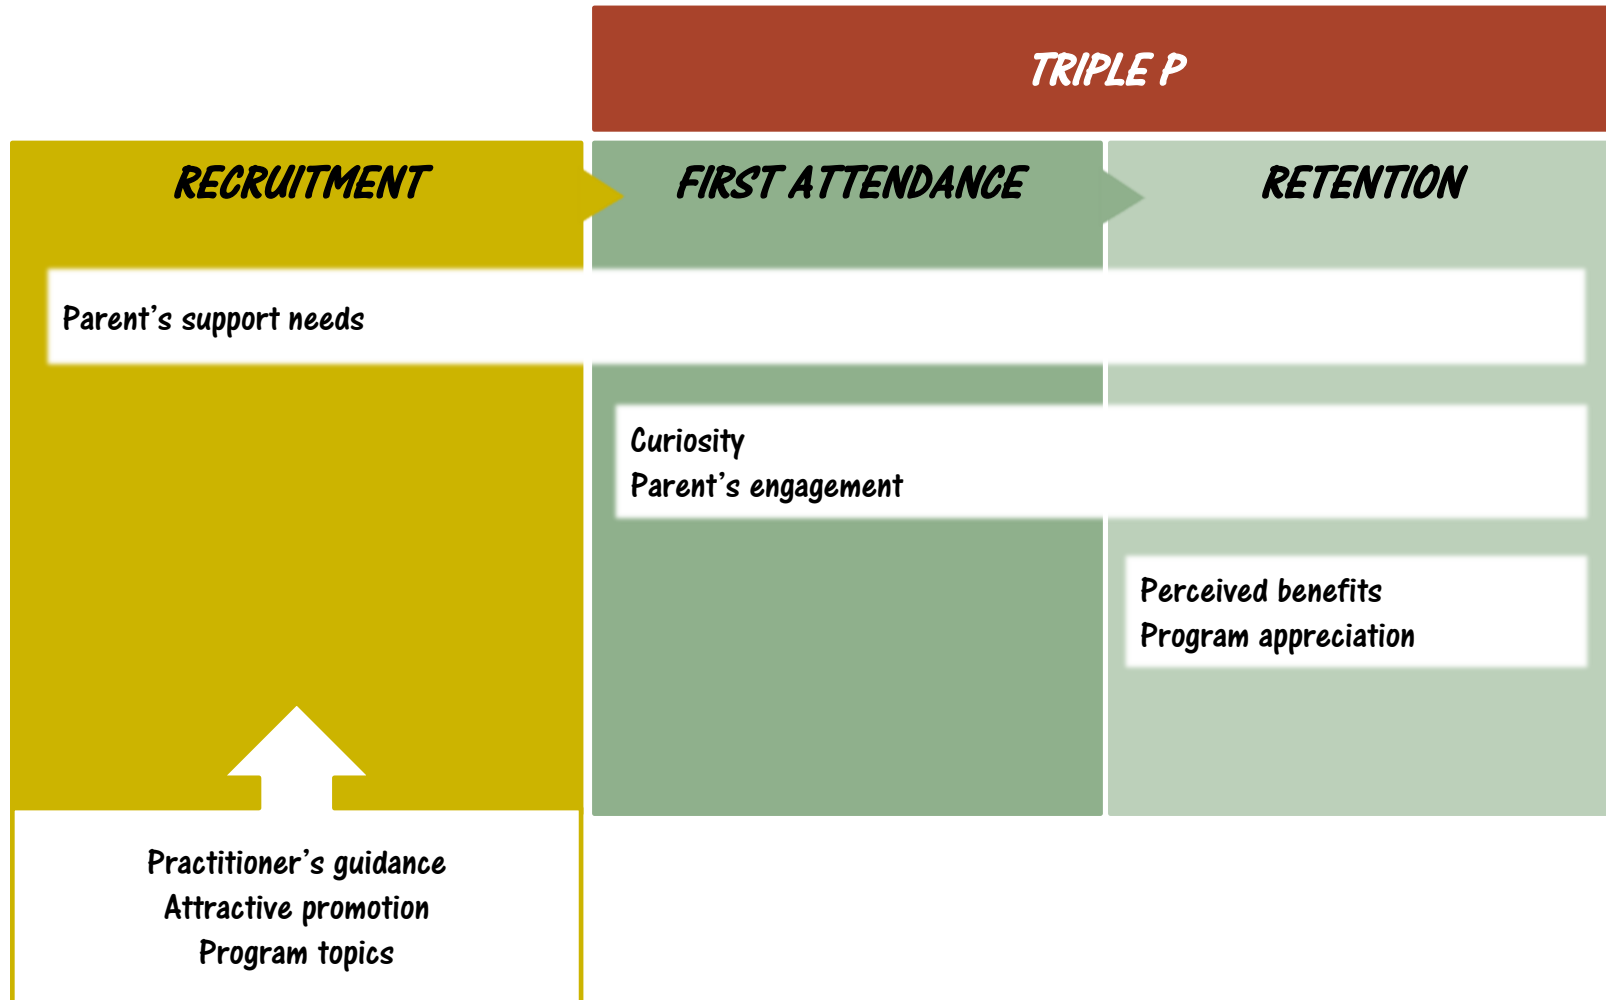 TRIPLE P
RECRUITMENT
FIRST ATTENDANCE
RETENTION
Parent's support needs
Curiosity
Parent's engagement
Perceived benefits
Program appreciation
Practitioner's guidance
Attractive promotion
Program topics